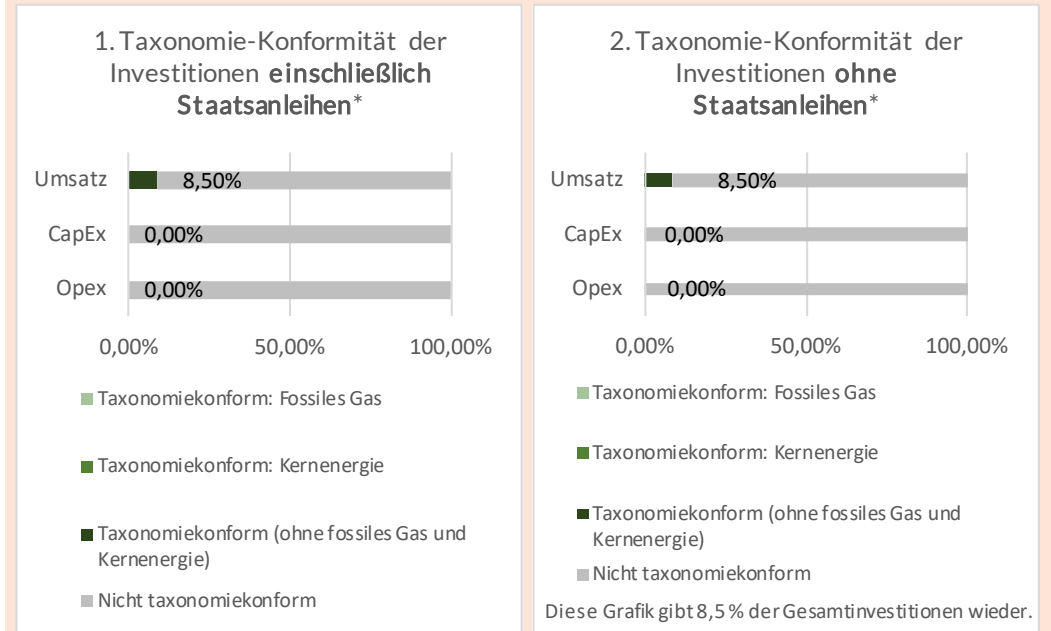 1. Taxonomie-Konformität der
Investitionen einschließlich
Staatsanleihen*
Umsatz
8,50%
CapEx
0,00%
Opex
0,00%
0,00%
50,00%
100,00%
Taxonomiekonform: Fossiles Gas
Taxonomiekonform: Kernenergie
Taxonomiekonform (ohne fossiles Gas und
Kernenergie)
Nicht taxonomiekonform
2. Taxonomie-Konformität der
Investitionen ohne
Staatsanleihen*
Umsatz
8,50%
CapEx
0,00%
Opex
0,00%
0,00%
50,00%
100,00%
Taxonomiekonform: Fossiles Gas
Taxonomiekonform: Kernenergie
Taxonomiekonform (ohne fossiles Gas und
Kernenergie)
Nicht taxonomiekonform
Diese Grafik gibt 8,5 % der Gesamtinvestitionen wieder.